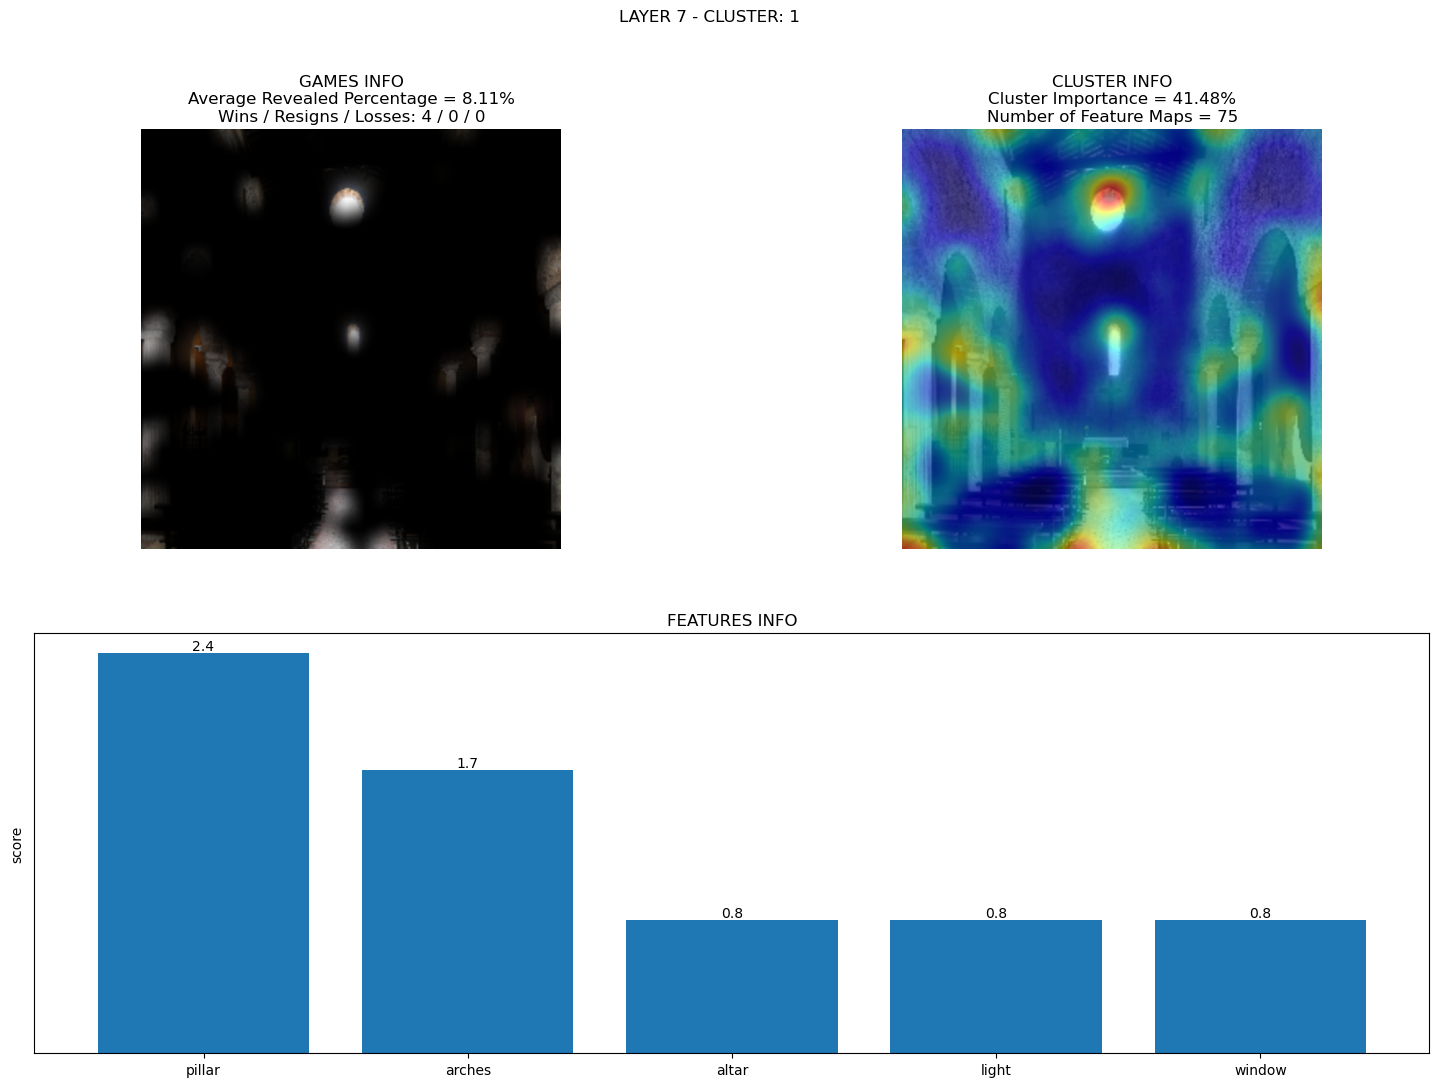 LAYER 7 - CLUSTER: 1
GAMES INFO
Average Revealed Percentage = 8.11%
Wins / Resigns / Losses: 4 / 0 / 0
CLUSTER INFO
Cluster Importance = 41.48%
Number of Feature Maps = 75
FEATURES INFO
score
2.4
1.7
0.8
0.8
0.8
pillar
arches
altar
light
window